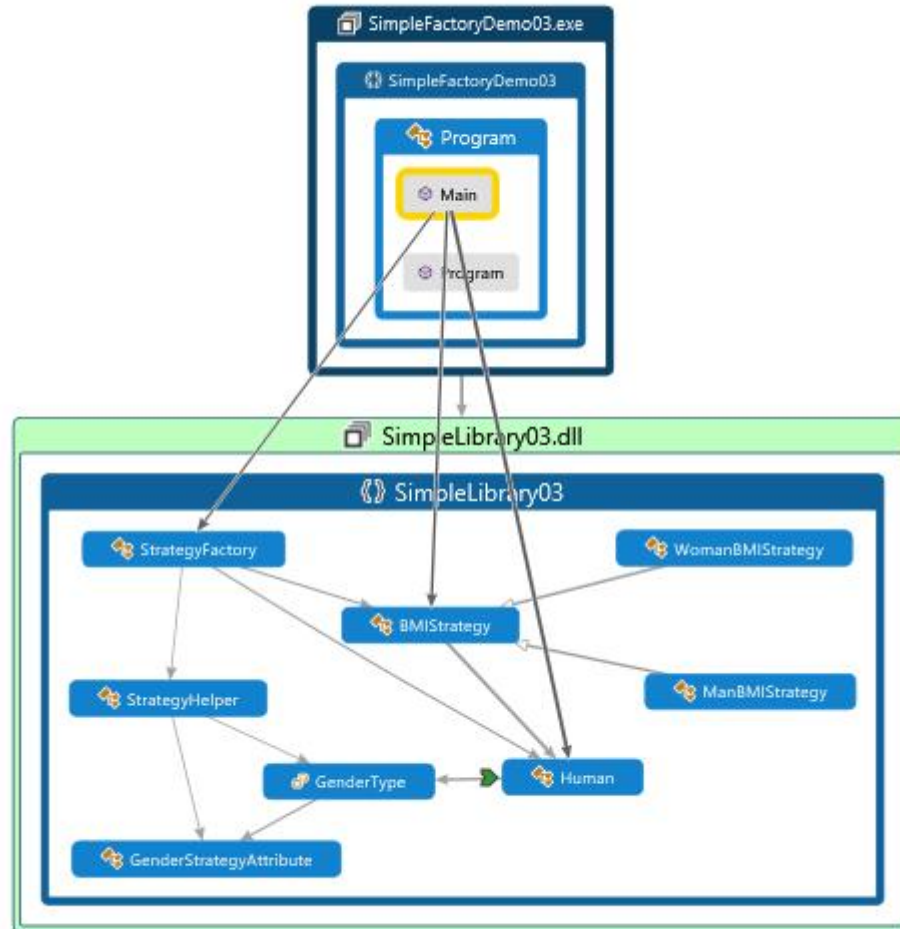 SimpleFactoryDemo03.exe
SimpleFactoryDemo03
Program
Main
Program
SimpleLibrary03.dll
SimpleLibrary03
StrategyFactory
WomanBMIStrategy
BMIStrategy
StrategyHelper
ManBMIStrategy
GenderType
Human
GenderStrategyAttribute